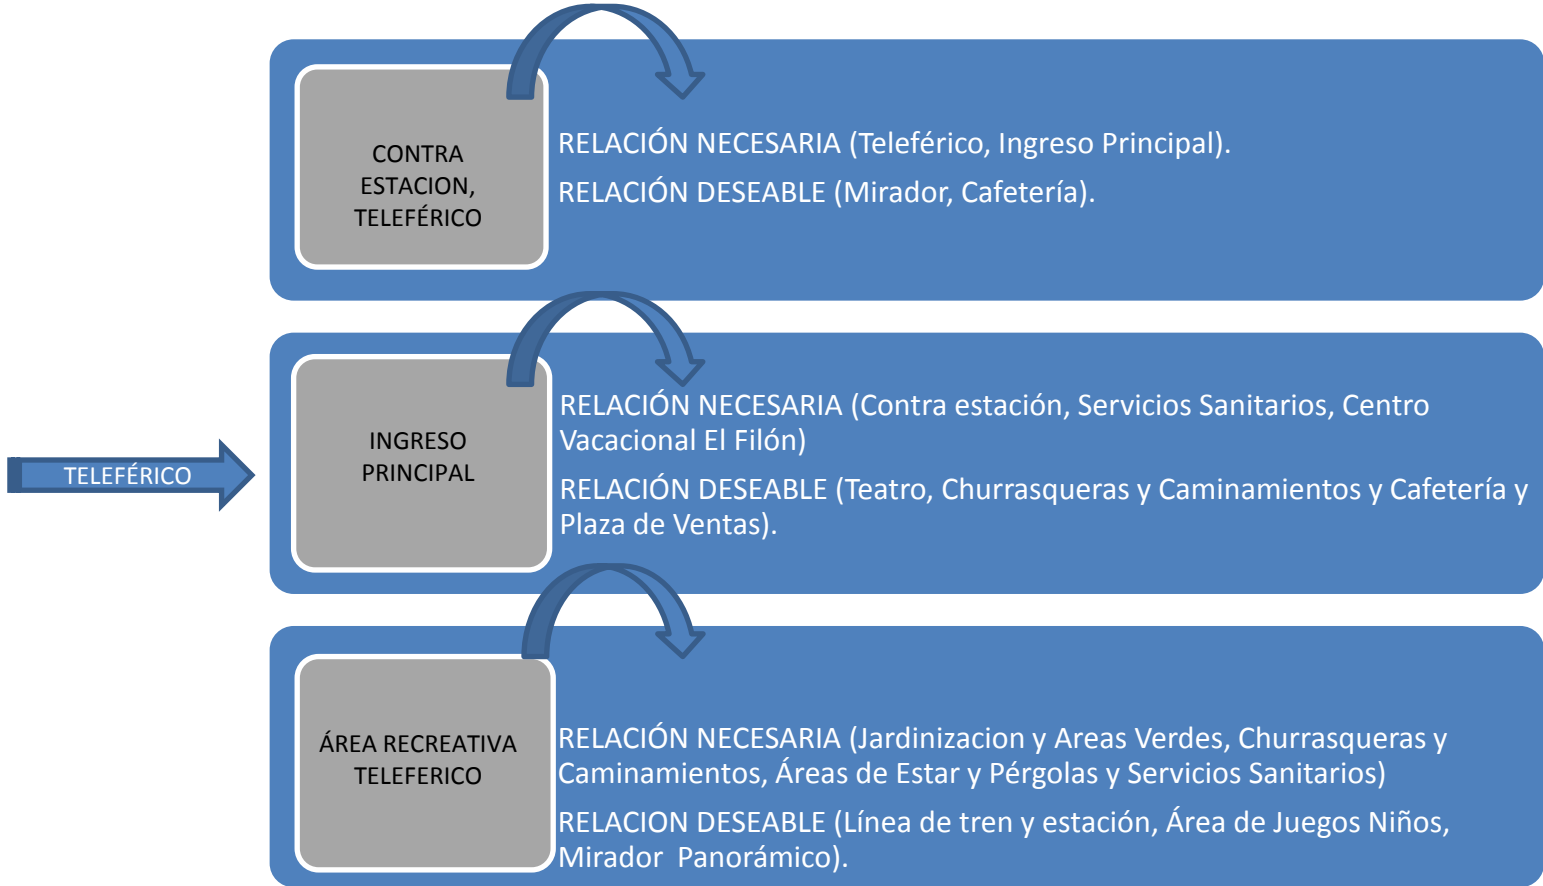 CONTRA
ESTACION,
TELEFÉRICO
RELACIÓN NECESARIA (Teleférico, Ingreso Principal).
RELACIÓN DESEABLE (Mirador, Cafetería).
TELEFÉRICO
INGRESO
PRINCIPAL
RELACIÓN NECESARIA (Contra estación, Servicios Sanitarios, Centro
Vacacional El Filón)
RELACIÓN DESEABLE (Teatro, Churrasqueras y Caminamientos y Cafetería y
Plaza de Ventas).
ÁREA RECREATIVA
TELEFERICO
RELACIÓN NECESARIA (Jardinizacion y Areas Verdes, Churrasqueras y
Caminamientos, Áreas de Estar y Pérgolas y Servicios Sanitarios)
RELACION DESEABLE (Línea de tren y estación, Área de Juegos Niños,
Mirador  Panorámico).